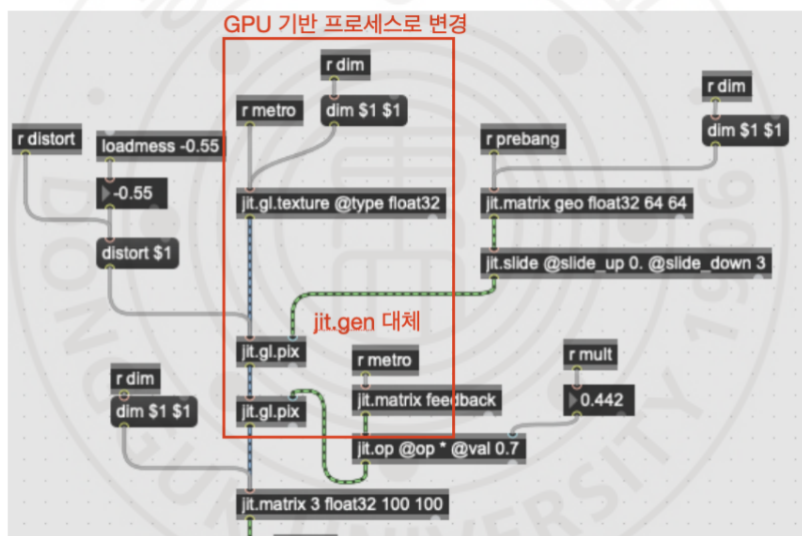 GPU 기반 프로세스로 변경
r dim
r dim
r metro
dim $1 $1
r distort
loadmess -0.55
r prebang
dim $1 $1
-0.55
jit.gl.texture @type float32
jit.matrix geo float32 64 64
distort $1
jit.slide @slide_up 0. @slide_down 3
jit.gen 대체
jit.gl.pix
r metro
r mult
r dim
jit.matrix feedback
0.442
dim $1 $1
jit.gl.pix
jit.op @op * @val 0.7
jit.matrix 3 float32 100 100
DONGGUK UNIVERSITY 1906